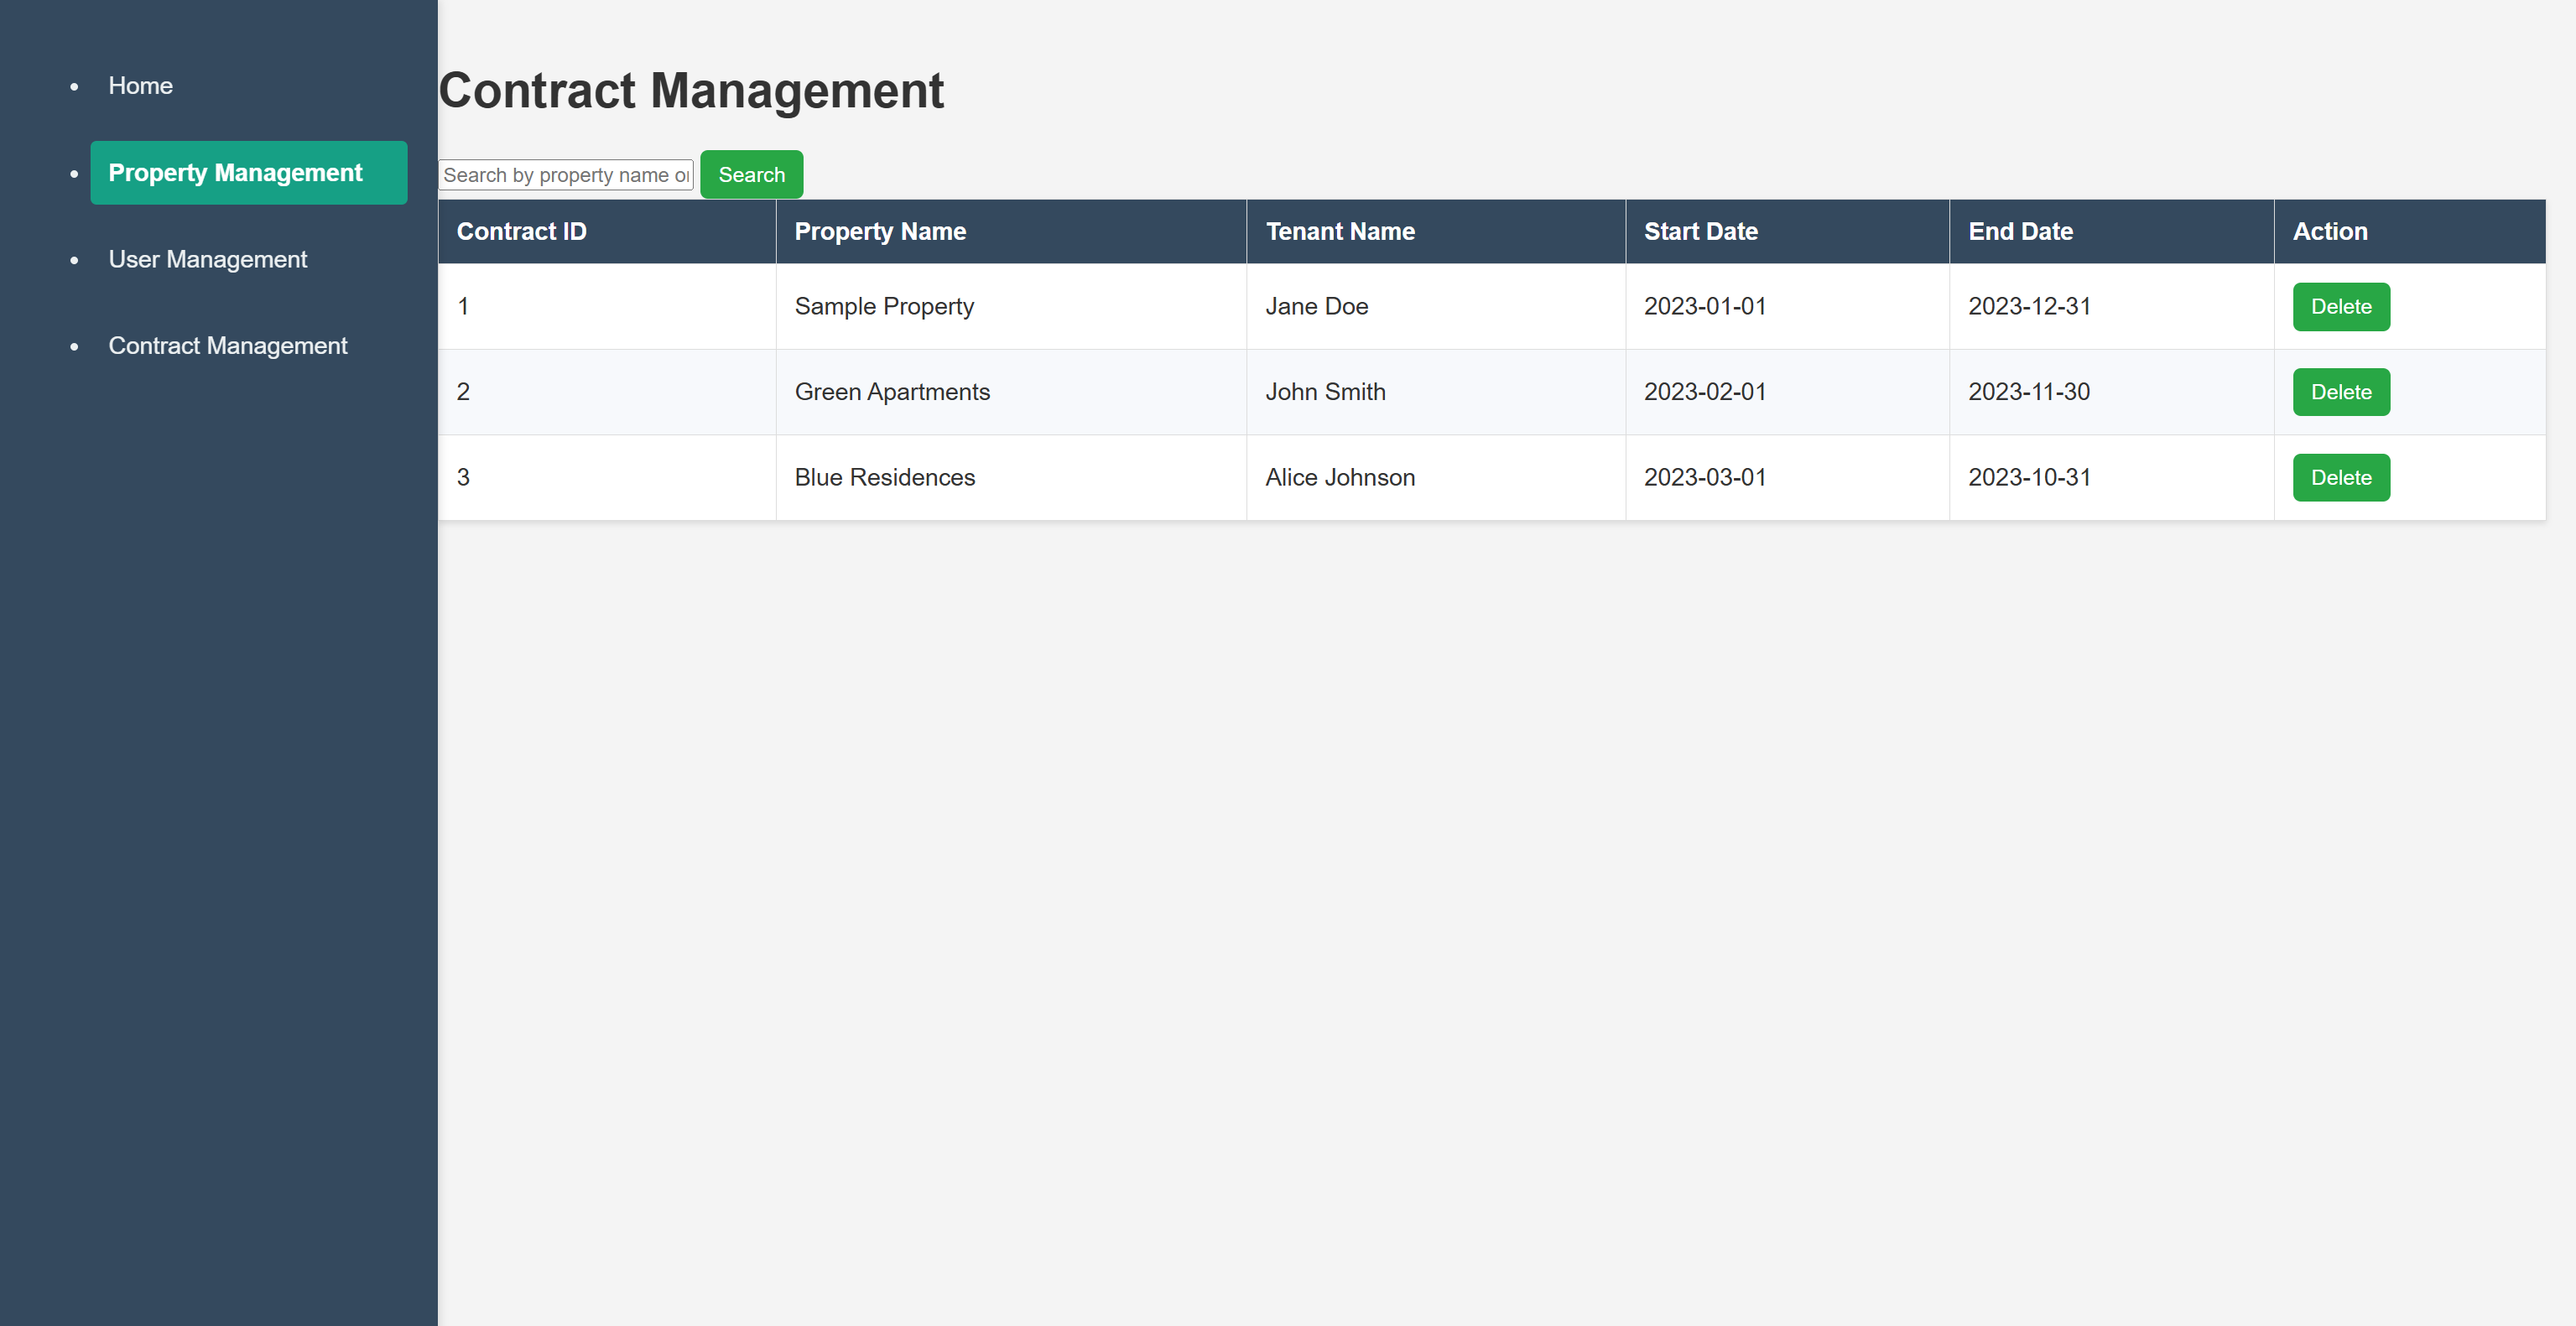 Home
Property Management
User Management
Contract Management
Contract Management
Search by property name or Search
Contract ID Property Name Tenant Name Start Date End Date Action
1 Sample Property Jane Doe 2023-01-01 2023-12-31 Delete
2 Green Apartments John Smith 2023-02-01 2023-11-30 Delete
3 Blue Residences Alice Johnson 2023-03-01 2023-10-31 Delete